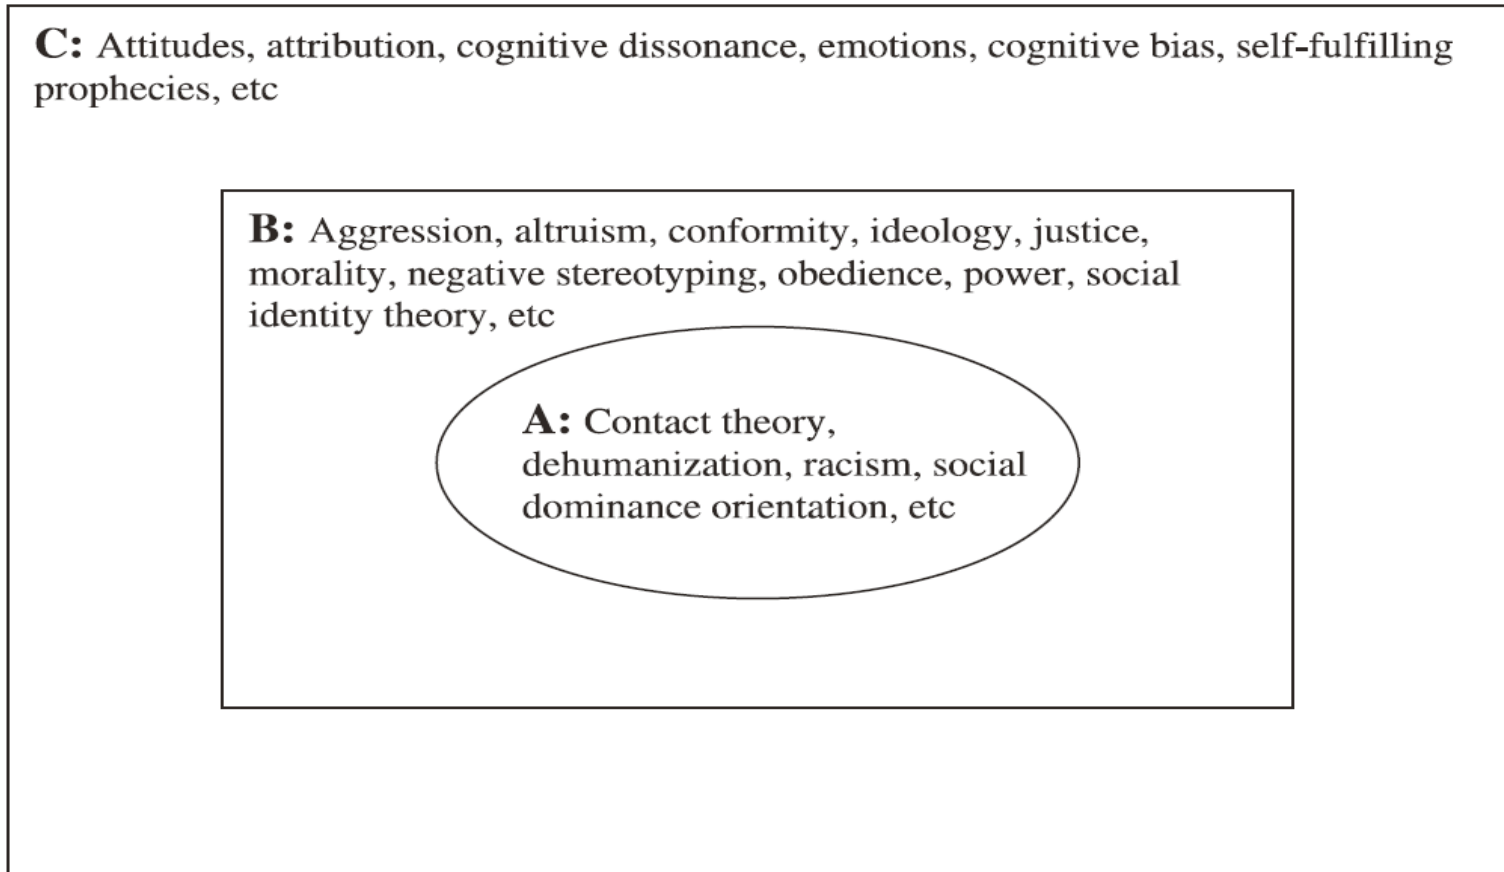 C: Attitudes, attribution, cognitive dissonance, emotions, cognitive bias, self-fulfilling
prophecies, etc
B: Aggression, altruism, conformity, ideology, justice,
morality, negative stereotyping, obedience, power, social
identity theory, etc
A: Contact theory,
dehumanization, racism, social
dominance orientation, etc